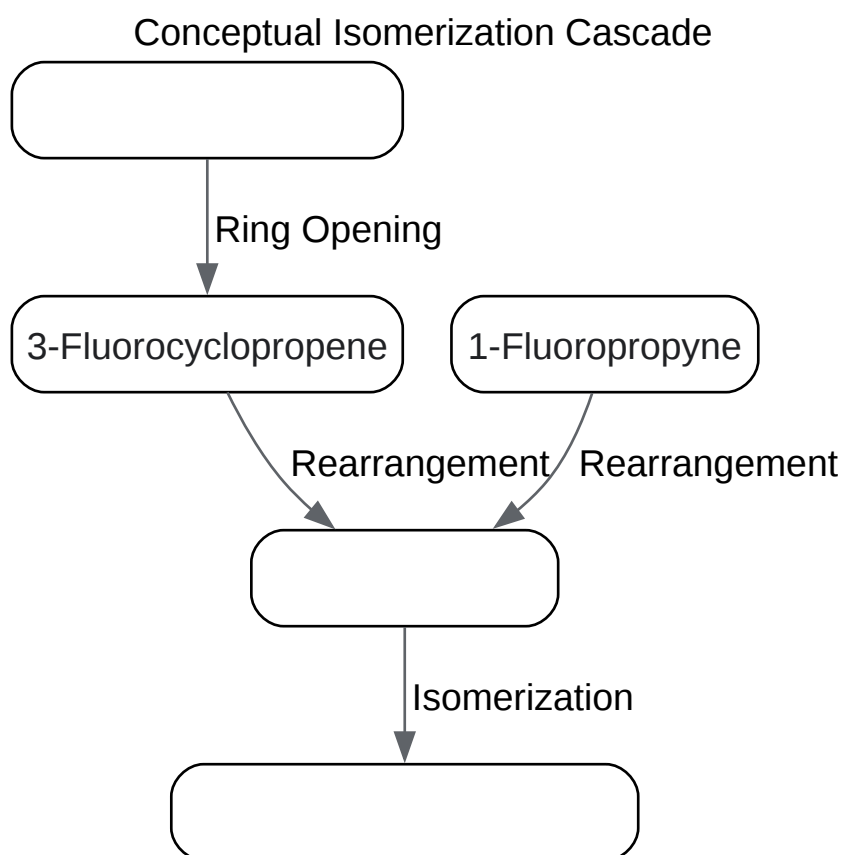 Conceptual Isomerization Cascade
Ring Opening
3-Fluorocyclopropene
1-Fluoropropyne
Rearrangement
Rearrangement
Isomerization